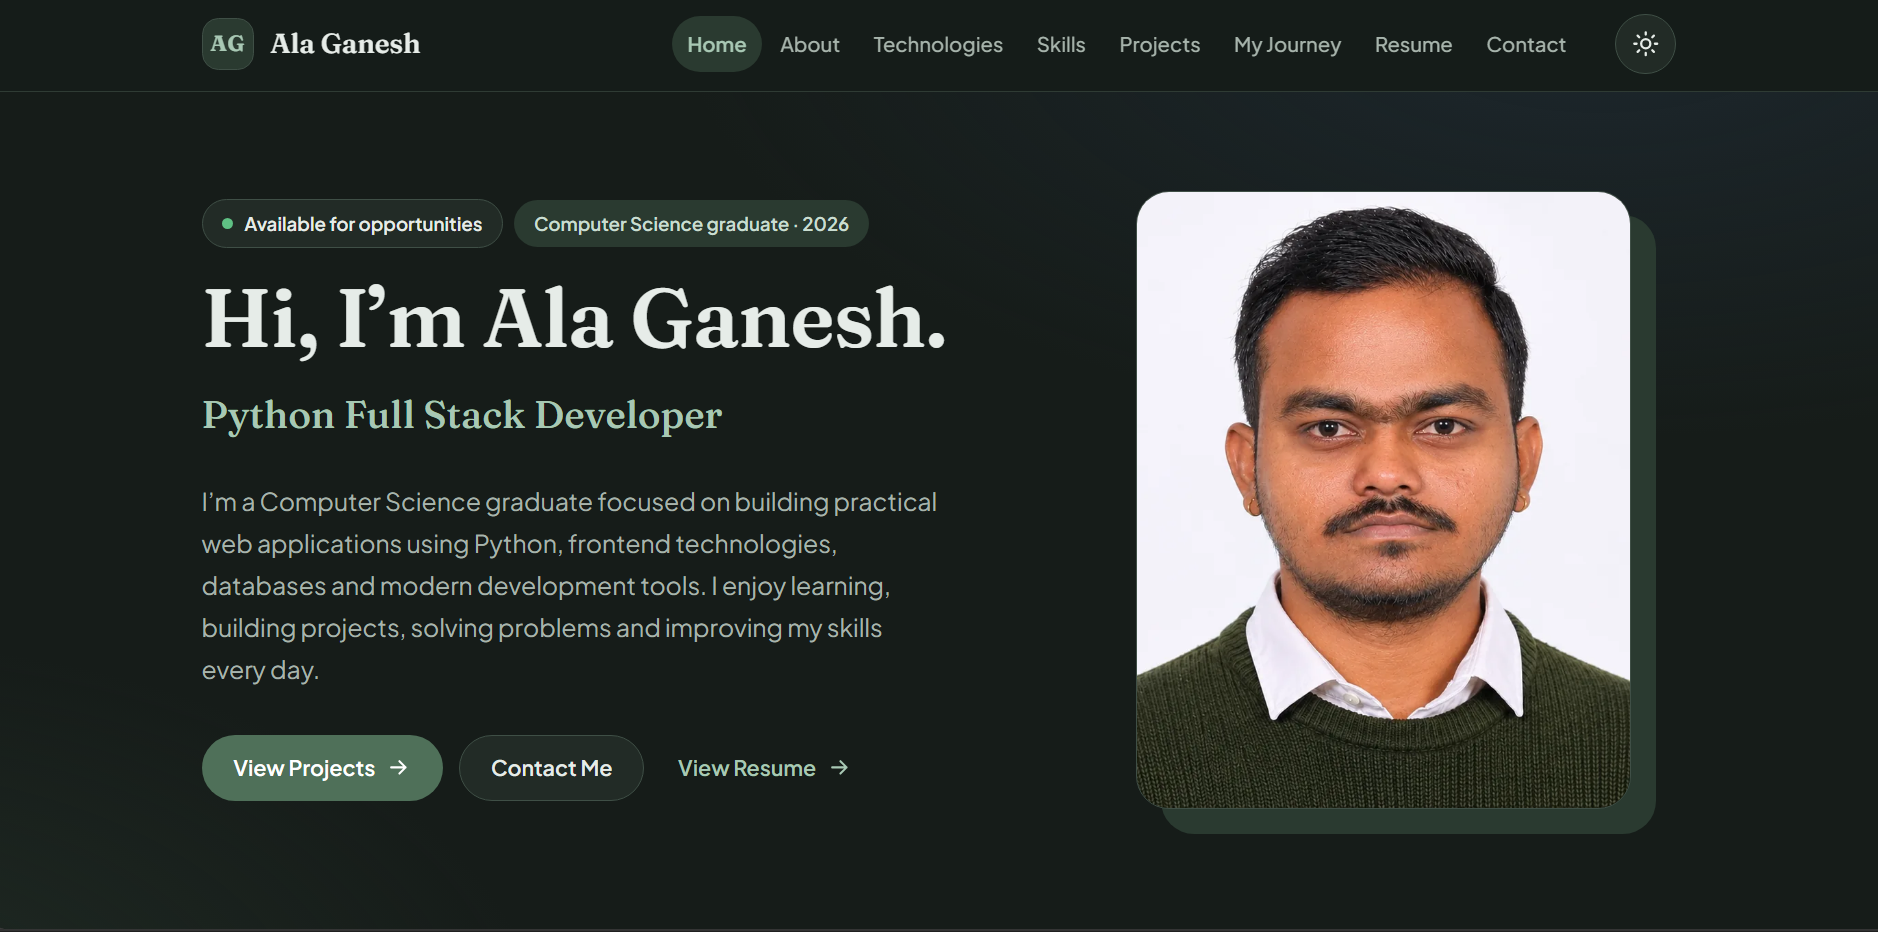 AG Ala Ganesh
Home About Technologies Skills Projects My Journey Resume Contact
Available for opportunities
Computer Science graduate · 2026
Hi, I’m Ala Ganesh.
Python Full Stack Developer
I’m a Computer Science graduate focused on building practical
web applications using Python, frontend technologies,
databases and modern development tools. I enjoy learning,
building projects, solving problems and improving my skills
every day.
View Projects →
Contact Me
View Resume →